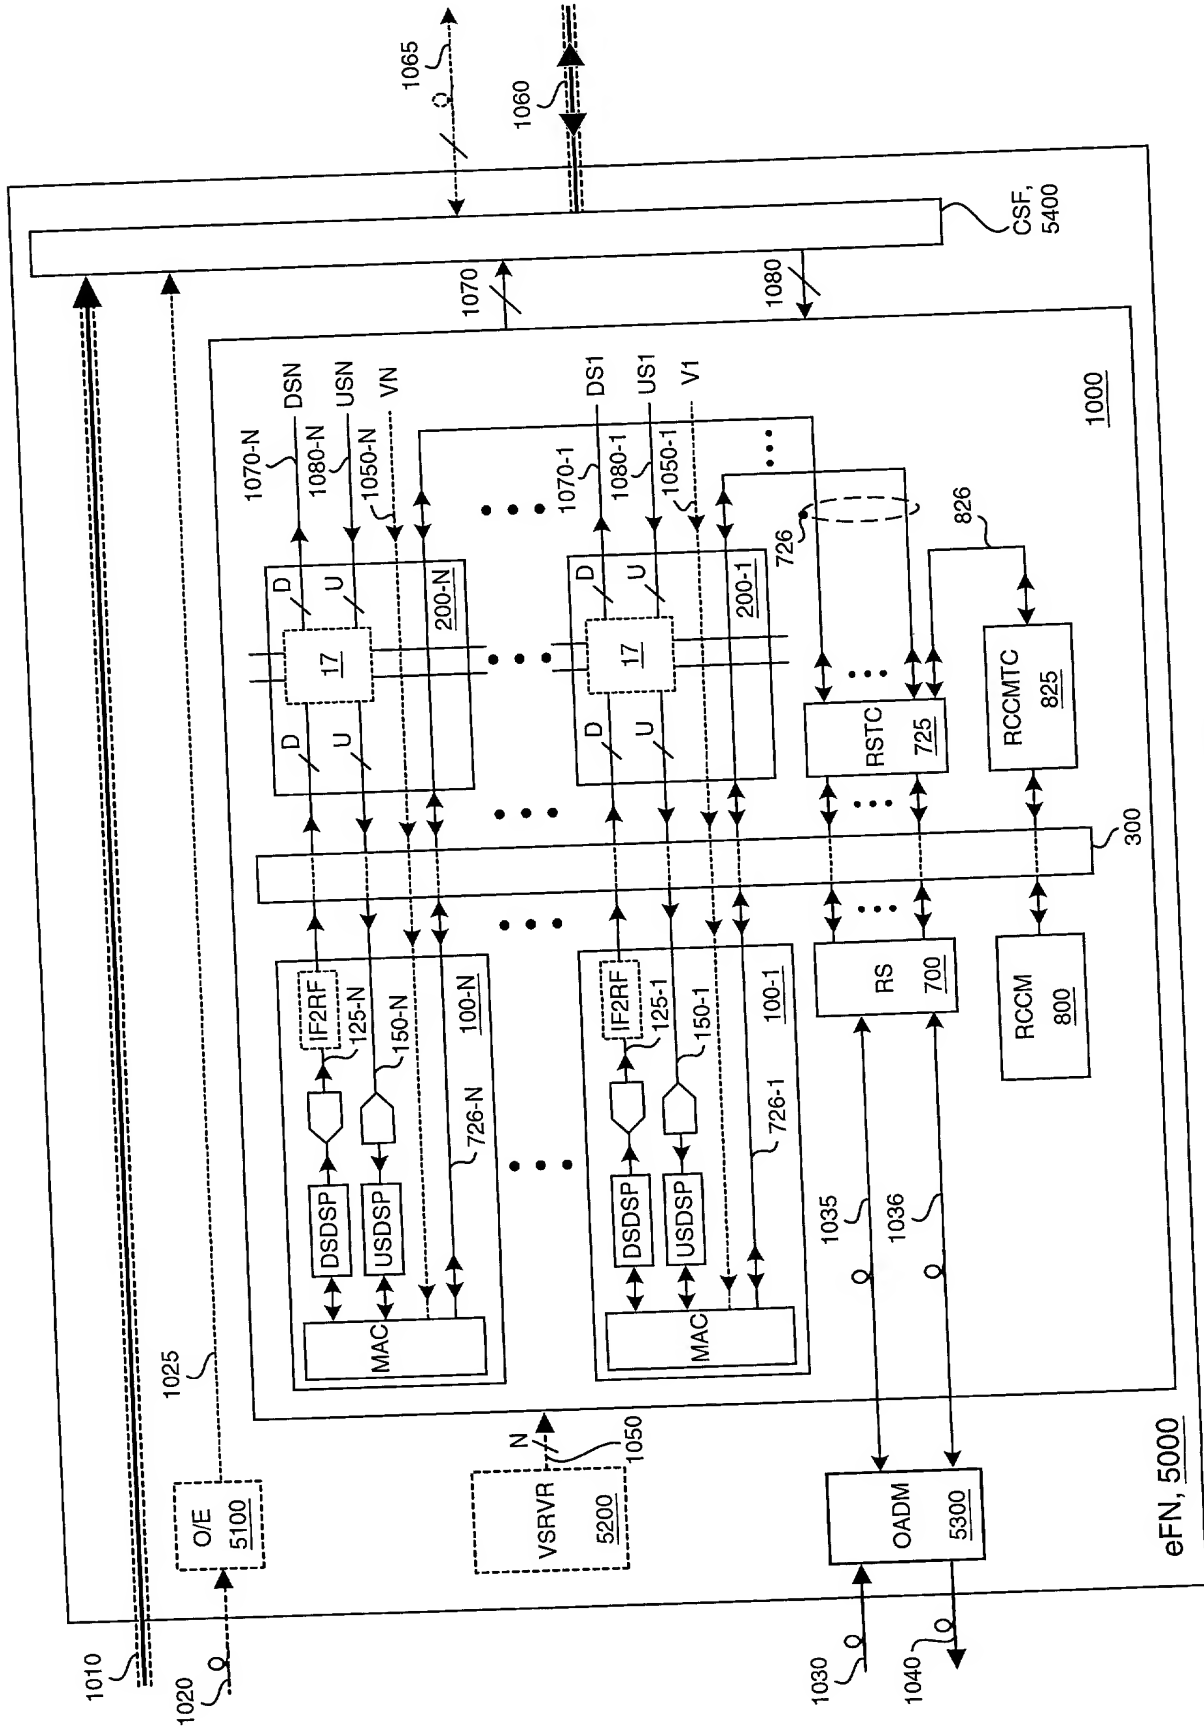 1010
1020
O/E
5100
1025
1065
1060
CSF,
5400
1070
1080
VSRVR
5200
N
1050
1000
MAC
DSDSP
USDSP
IF2RF
125-N
150-N
726-N
100-N
D
U
17
D
U
200-N
1070-N
DSN
1080-N
USN
1050-N
VN
MAC
DSDSP
USDSP
IF2RF
125-1
150-1
726-1
100-1
D
U
17
D
U
200-1
1070-1
DS1
1080-1
US1
1050-1
V1
726
826
RS
700
RSTC
725
RCCM
800
RCCMTC
825
300
1035
1036
OADM
5300
1030
1040
eFN, 5000